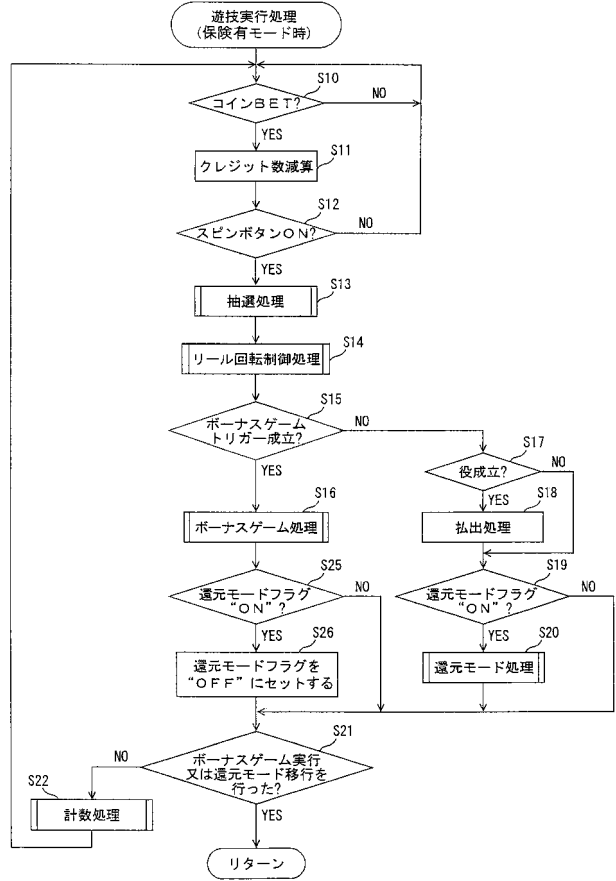 遊技実行処理
(保険有モード時)
S10
コインBET?
NO
YES
S11
クレジット数減算
S12
スピンボタンON?
NO
YES
S13
抽選処理
S14
リール回転制御処理
S15
ボーナスゲーム
トリガー成立?
NO
YES
S17
役成立?
NO
YES
S16
ボーナスゲーム処理
S18
払出処理
S25
還元モードフラグ
“ON”?
NO
YES
S19
還元モードフラグ
“ON”?
NO
YES
S26
還元モードフラグを
“OFF”にセットする
S20
還元モード処理
S21
ボーナスゲーム実行
又は還元モード移行を
行った?
NO
YES
S22
計数処理
リターン